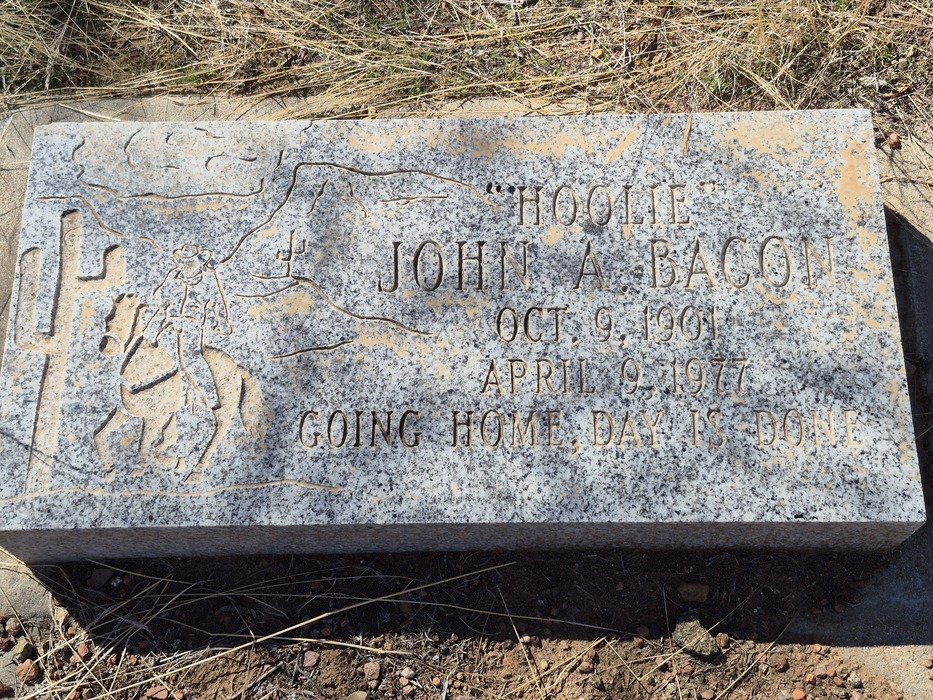 "HOOLIE"
JOHN A. BACON
OCT. 9, 1901
APRIL 9, 1977
GOING HOME, DAY IS DONE